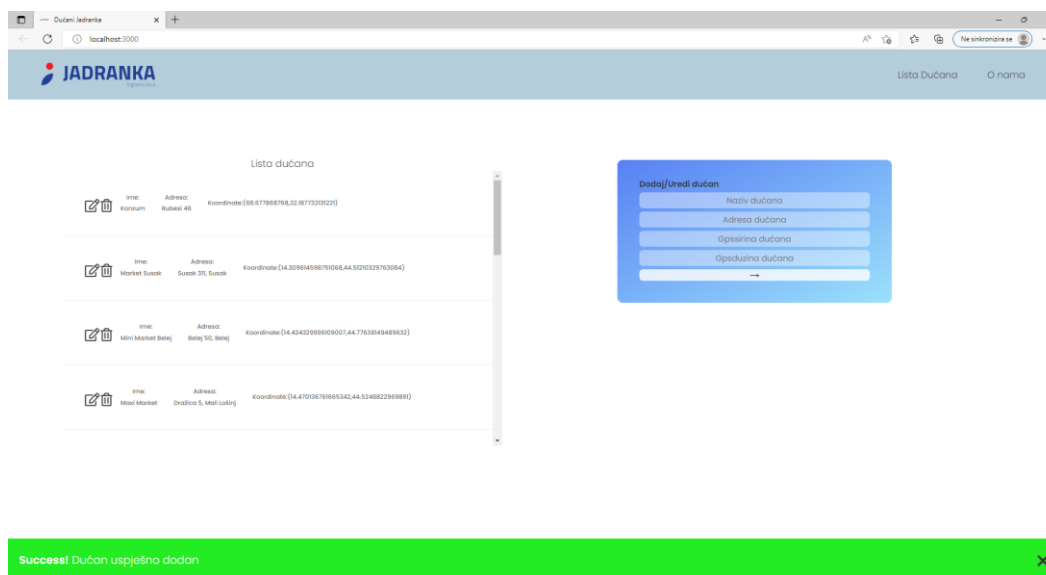 Dućani Jadranka
localhost:3000
Ne sinkronizira se
JADRANKA
trgovina d.o.o.
Lista Dućana O nama
Lista dućana
Ime: Adresa:
Konzum Rubesi 46
Koordinate:(68.677868768,32.187732131221)
Ime: Adresa:
Market Susak Susak 311, Susak
Koordinate:(14.309614598751068,44.51210329763084)
Ime: Adresa:
Mini Market Belej Belej 50, Belej
Koordinate:(14.424329996109007,44.77638149489632)
Ime: Adresa:
Maxi Market Dražica 5, Mali Lošinj
Koordinate:(14.470136761665342,44.5248822969891)
Dodaj/Uredi dućan
Naziv dućana
Adresa dućana
Gpssirina dućana
Gpsduzina dućana
→
Success! Dućan uspješno dodan